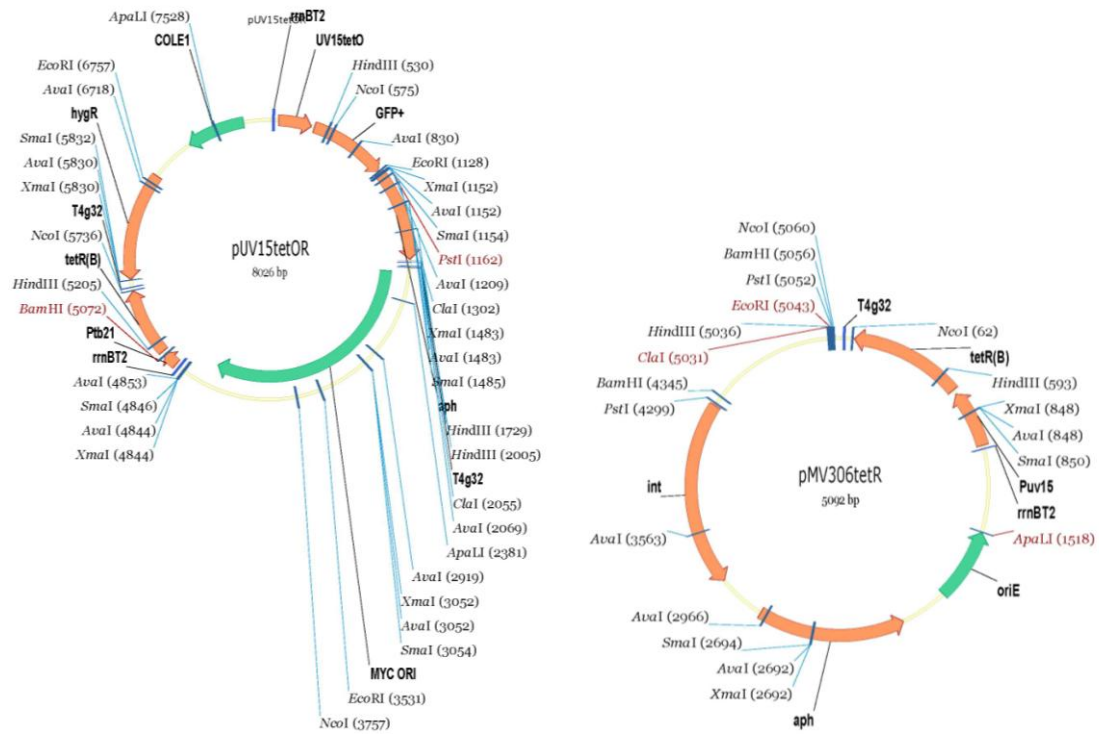 ApaLI (7528)
pUV15tetOR
rrnBT2
COLE1
UV15tetO
EcoRI (6757)
HindIII (530)
AvaI (6718)
NcoI (575)
hygR
GFP+
SmaI (5832)
AvaI (830)
AvaI (5830)
EcoRI (1128)
XmaI (5830)
XmaI (1152)
T4g32
AvaI (1152)
NcoI (5736)
SmaI (1154)
tetR(B)
pUV15tetOR
8026 bp
PstI (1162)
HindIII (5205)
AvaI (1209)
BamHI (5072)
ClaI (1302)
Ptb21
XmaI (1483)
rrnBT2
AvaI (1483)
AvaI (4853)
SmaI (1485)
SmaI (4846)
aph
AvaI (4844)
HindIII (1729)
XmaI (4844)
HindIII (2005)
T4g32
ClaI (2055)
AvaI (2069)
ApaLI (2381)
AvaI (2919)
XmaI (3052)
AvaI (3052)
SmaI (3054)
MYC ORI
EcoRI (3531)
NcoI (3757)
NcoI (5060)
BamHI (5056)
PstI (5052)
EcoRI (5043)
T4g32
HindIII (5036)
NcoI (62)
ClaI (5031)
tetR(B)
BamHI (4345)
HindIII (593)
PstI (4299)
XmaI (848)
AvaI (848)
SmaI (850)
pMV306tetR
5092 bp
Puv15
int
rrnBT2
AvaI (3563)
ApaLI (1518)
oriE
AvaI (2966)
SmaI (2694)
AvaI (2692)
XmaI (2692)
aph